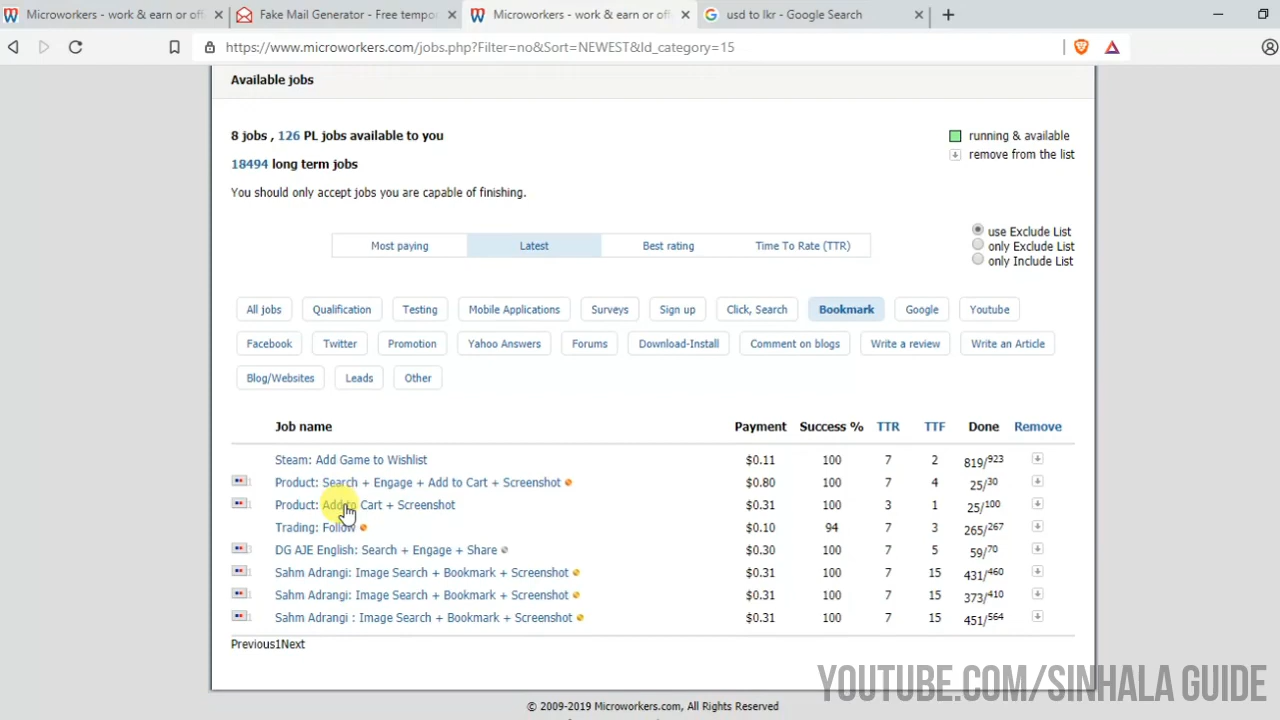 Microworkers - work & earn or off
Fake Mail Generator - Free tempo
Microworkers - work & earn or off
usd to lkr - Google Search
https://www.microworkers.com/jobs.php?Filter=no&Sort=NEWEST&Id_category=15
Available jobs
8 jobs , 126 PL jobs available to you
running & available
remove from the list
18494 long term jobs
You should only accept jobs you are capable of finishing.
Most paying Latest Best rating Time To Rate (TTR)
use Exclude List
only Exclude List
only Include List
All jobs Qualification Testing Mobile Applications Surveys Sign up Click, Search Bookmark Google Youtube
Facebook Twitter Promotion Yahoo Answers Forums Download-Install Comment on blogs Write a review Write an Article
Blog/Websites Leads Other
Job name Payment Success % TTR TTF Done Remove
Steam: Add Game to Wishlist $0.11 100 7 2 819/923
Product: Search + Engage + Add to Cart + Screenshot $0.80 100 7 4 25/30
Product: Add to Cart + Screenshot $0.31 100 3 1 25/100
Trading: Follow $0.10 94 7 3 265/267
DG AJE English: Search + Engage + Share $0.30 100 7 5 59/70
Sahm Adrangi: Image Search + Bookmark + Screenshot $0.31 100 7 15 431/460
Sahm Adrangi: Image Search + Bookmark + Screenshot $0.31 100 7 15 373/410
Sahm Adrangi : Image Search + Bookmark + Screenshot $0.31 100 7 15 451/564
Previous1Next
YOUTUBE.COM/SINHALA GUIDE
© 2009-2019 Microworkers.com, All Rights Reserved